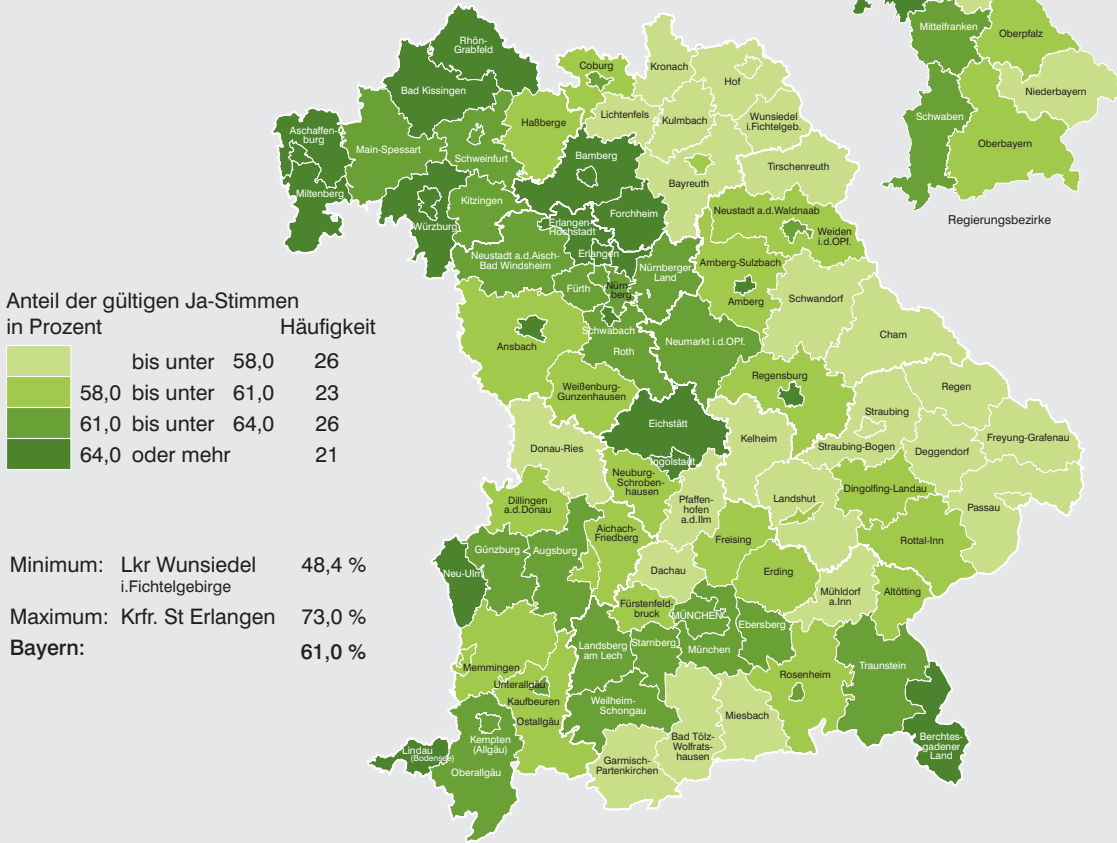 Mittelfranken
Oberpfalz
Niederbayern
Schwaben
Oberbayern
Regierungsbezirke
Rhön-
Grabfeld
Coburg
Kronach
Hof
Bad Kissingen
Lichtenfels
Kulmbach
Wunsiedel
i.Fichtelgeb.
Haßberge
Aschaffen-
burg
Main-Spessart
Schweinfurt
Bamberg
Bayreuth
Tirschenreuth
Miltenberg
Kitzingen
Würzburg
Forchheim
Erlangen-
Höchstadt
Neustadt a.d.Waldnaab
Weiden
i.d.OPf.
Neustadt a.d.Aisch-
Bad Windsheim
Erlangen
Nürnberger
Land
Amberg-Sulzbach
Fürth
Nürn-
berg
Amberg
Schwandorf
Cham
Ansbach
Schwabach
Roth
Neumarkt i.d.OPf.
Weißenburg-
Gunzenhausen
Regensburg
Regen
Eichstätt
Straubing
Kelheim
Freyung-Grafenau
Donau-Ries
Straubing-Bogen
Deggendorf
Ingolstadt
Neuburg-
Schroben-
hausen
Dingolfing-Landau
Dillingen
a.d.Donau
Pfaffen-
hofen
a.d.Ilm
Landshut
Passau
Aichach-
Friedberg
Freising
Rottal-Inn
Günzburg
Augsburg
Neu-Ulm
Dachau
Erding
Mühldorf
a.Inn
Altötting
Fürstenfeld-
bruck
MÜNCHEN
Ebersberg
Landsberg
am Lech
Starnberg
München
Memmingen
Unterallgäu
Kaufbeuren
Ostallgäu
Rosenheim
Traunstein
Weilheim-
Schongau
Miesbach
Bad Tölz-
Wolfrats-
hausen
Kempten
(Allgäu)
Lindau
(Bodensee)
Oberallgäu
Garmisch-
Partenkirchen
Berchtes-
gadener
Land
Anteil der gültigen Ja-Stimmen
in Prozent Häufigkeit
bis unter 58,0 26
58,0 bis unter 61,0 23
61,0 bis unter 64,0 26
64,0 oder mehr 21
Minimum: Lkr Wunsiedel 48,4 %
i.Fichtelgebirge
Maximum: Krfr. St Erlangen 73,0 %
Bayern: 61,0 %